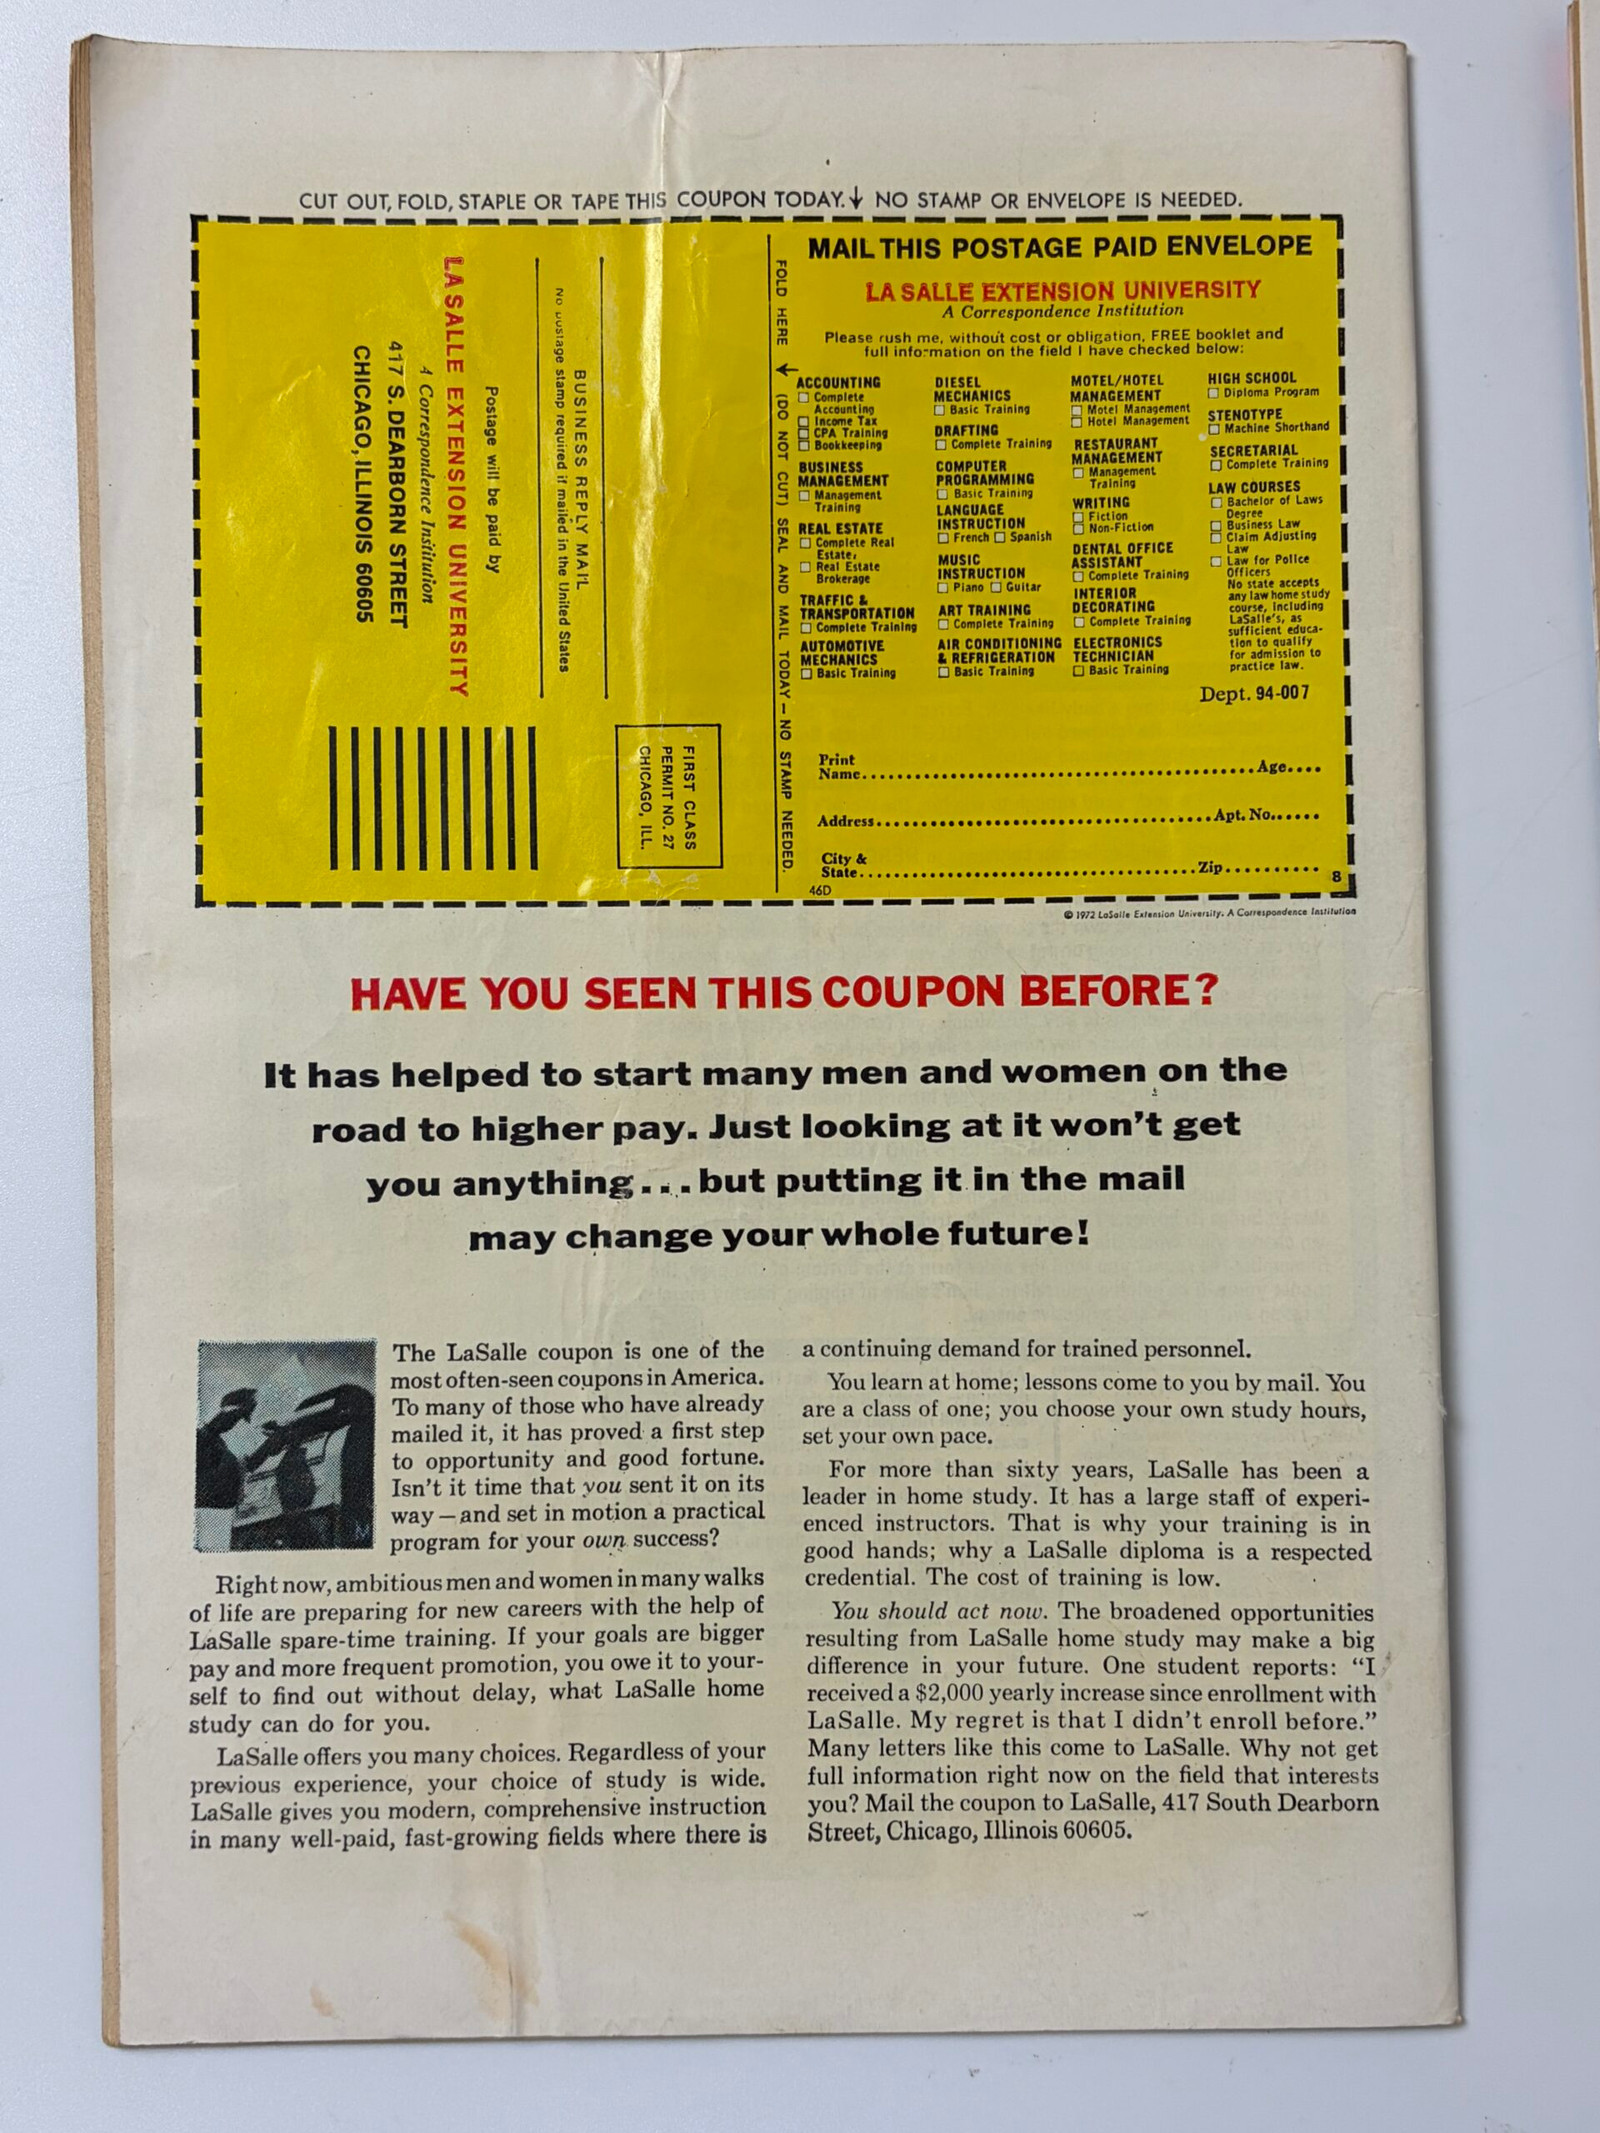 CUT OUT, FOLD, STAPLE OR TAPE THIS COUPON TODAY.↓ NO STAMP OR ENVELOPE IS NEEDED.
FIRST CLASS
PERMIT NO. 27
CHICAGO, ILL.
BUSINESS REPLY MAIL
No postage stamp required if mailed in the United States
Postage will be paid by
LA SALLE EXTENSION UNIVERSITY
A Correspondence Institution
417 S. DEARBORN STREET
CHICAGO, ILLINOIS 60605
FOLD HERE (DO NOT CUT) SEAL AND MAIL TODAY — NO STAMP NEEDED.
MAIL THIS POSTAGE PAID ENVELOPE
LA SALLE EXTENSION UNIVERSITY
A Correspondence Institution
Please rush me, without cost or obligation, FREE booklet and
full information on the field I have checked below:
ACCOUNTING
☐ Complete
Accounting
☐ Income Tax
☐ CPA Training
☐ Bookkeeping
BUSINESS
MANAGEMENT
☐ Management
Training
REAL ESTATE
☐ Complete Real
Estate,
☐ Real Estate
Brokerage
TRAFFIC &
TRANSPORTATION
☐ Complete Training
AUTOMOTIVE
MECHANICS
☐ Basic Training
DIESEL
MECHANICS
☐ Basic Training
DRAFTING
☐ Complete Training
COMPUTER
PROGRAMMING
☐ Basic Training
LANGUAGE
INSTRUCTION
☐ French ☐ Spanish
MUSIC
INSTRUCTION
☐ Piano ☐ Guitar
ART TRAINING
☐ Complete Training
AIR CONDITIONING
& REFRIGERATION
☐ Basic Training
MOTEL/HOTEL
MANAGEMENT
☐ Motel Management
☐ Hotel Management
RESTAURANT
MANAGEMENT
☐ Management
Training
WRITING
☐ Fiction
☐ Non-Fiction
DENTAL OFFICE
ASSISTANT
☐ Complete Training
INTERIOR
DECORATING
☐ Complete Training
ELECTRONICS
TECHNICIAN
☐ Basic Training
HIGH SCHOOL
☐ Diploma Program
STENOTYPE
☐ Machine Shorthand
SECRETARIAL
☐ Complete Training
LAW COURSES
☐ Bachelor of Laws
Degree
☐ Business Law
☐ Claim Adjusting
Law
☐ Law for Police
Officers
No state accepts
any law home study
course, including
LaSalle's, as
sufficient educa-
tion to qualify
for admission to
practice law.
Dept. 94-007
Print
Name...Age....
Address...Apt. No......
City &
State...Zip..........
46D
8
© 1972 LaSalle Extension University. A Correspondence Institution
HAVE YOU SEEN THIS COUPON BEFORE?
It has helped to start many men and women on the
road to higher pay. Just looking at it won't get
you anything...but putting it in the mail
may change your whole future!
The LaSalle coupon is one of the
most often-seen coupons in America.
To many of those who have already
mailed it, it has proved a first step
to opportunity and good fortune.
Isn't it time that you sent it on its
way — and set in motion a practical
program for your own success?
Right now, ambitious men and women in many walks
of life are preparing for new careers with the help of
LaSalle spare-time training. If your goals are bigger
pay and more frequent promotion, you owe it to your-
self to find out without delay, what LaSalle home
study can do for you.
LaSalle offers you many choices. Regardless of your
previous experience, your choice of study is wide.
LaSalle gives you modern, comprehensive instruction
in many well-paid, fast-growing fields where there is
a continuing demand for trained personnel.
You learn at home; lessons come to you by mail. You
are a class of one; you choose your own study hours,
set your own pace.
For more than sixty years, LaSalle has been a
leader in home study. It has a large staff of experi-
enced instructors. That is why your training is in
good hands; why a LaSalle diploma is a respected
credential. The cost of training is low.
You should act now. The broadened opportunities
resulting from LaSalle home study may make a big
difference in your future. One student reports: "I
received a $2,000 yearly increase since enrollment with
LaSalle. My regret is that I didn't enroll before."
Many letters like this come to LaSalle. Why not get
full information right now on the field that interests
you? Mail the coupon to LaSalle, 417 South Dearborn
Street, Chicago, Illinois 60605.